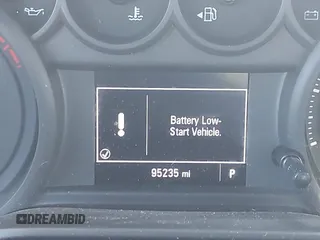 Battery Low-
Start Vehicle.
95235 mi
P
DREAMBID